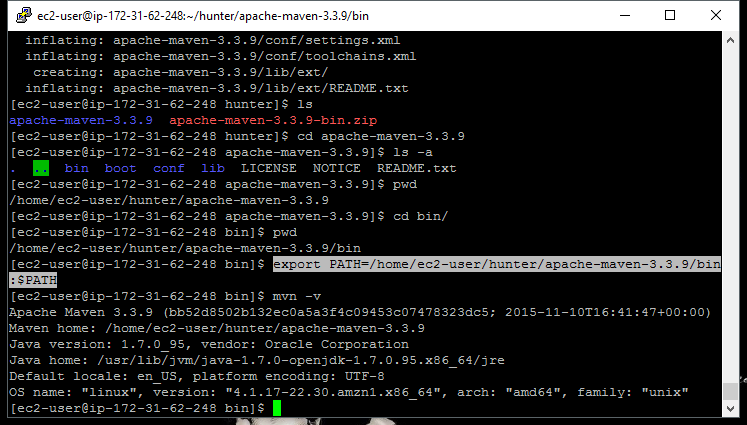 ec2-user@ip-172-31-62-248:~/hunter/apache-maven-3.3.9/bin
inflating: apache-maven-3.3.9/conf/settings.xml
inflating: apache-maven-3.3.9/conf/toolchains.xml
creating: apache-maven-3.3.9/lib/ext/
inflating: apache-maven-3.3.9/lib/ext/README.txt
[ec2-user@ip-172-31-62-248 hunter]$ ls
apache-maven-3.3.9  apache-maven-3.3.9-bin.zip
[ec2-user@ip-172-31-62-248 hunter]$ cd apache-maven-3.3.9
[ec2-user@ip-172-31-62-248 apache-maven-3.3.9]$ ls -a
.  ..  bin  boot  conf  lib  LICENSE  NOTICE  README.txt
[ec2-user@ip-172-31-62-248 apache-maven-3.3.9]$ pwd
/home/ec2-user/hunter/apache-maven-3.3.9
[ec2-user@ip-172-31-62-248 apache-maven-3.3.9]$ cd bin/
[ec2-user@ip-172-31-62-248 bin]$ pwd
/home/ec2-user/hunter/apache-maven-3.3.9/bin
[ec2-user@ip-172-31-62-248 bin]$ export PATH=/home/ec2-user/hunter/apache-maven-3.3.9/bin
:$PATH
[ec2-user@ip-172-31-62-248 bin]$ mvn -v
Apache Maven 3.3.9 (bb52d8502b132ec0a5a3f4c09453c07478323dc5; 2015-11-10T16:41:47+00:00)
Maven home: /home/ec2-user/hunter/apache-maven-3.3.9
Java version: 1.7.0_95, vendor: Oracle Corporation
Java home: /usr/lib/jvm/java-1.7.0-openjdk-1.7.0.95.x86_64/jre
Default locale: en_US, platform encoding: UTF-8
OS name: "linux", version: "4.1.17-22.30.amzn1.x86_64", arch: "amd64", family: "unix"
[ec2-user@ip-172-31-62-248 bin]$